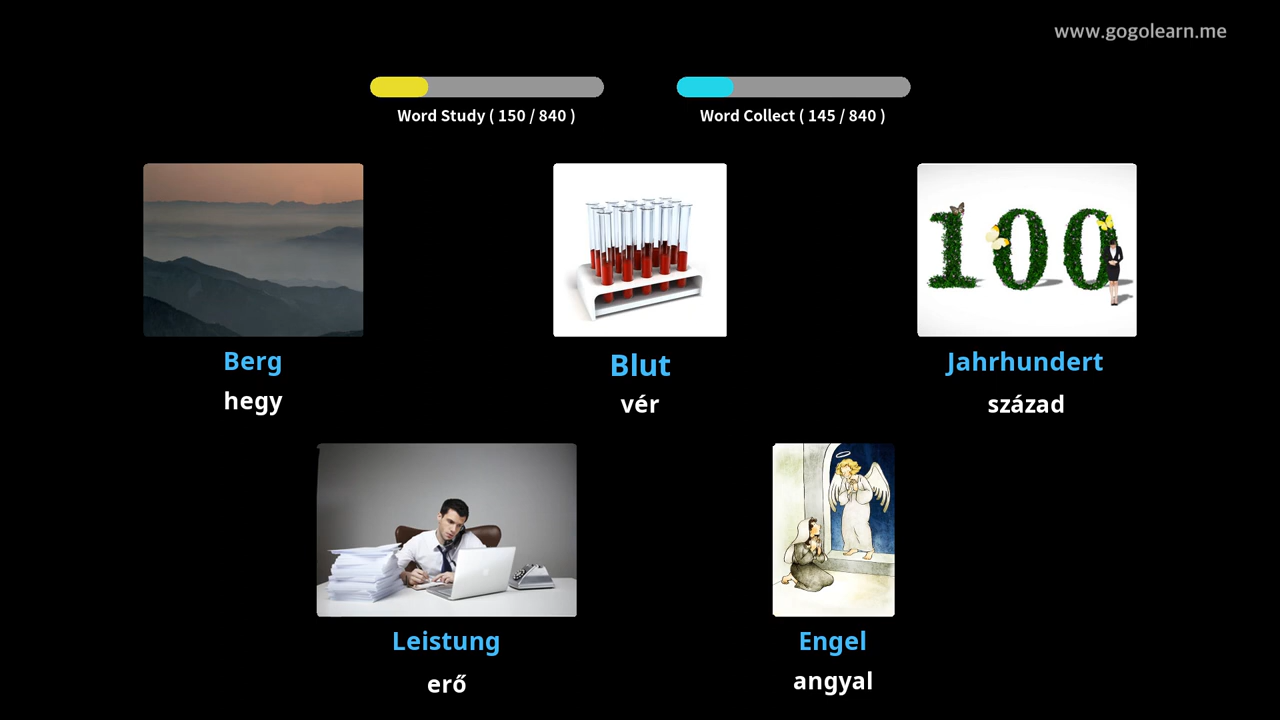 www.gogolearn.me
Word Study ( 150 / 840 )
Word Collect ( 145 / 840 )
Berg
hegy
Blut
vér
Jahrhundert
század
Leistung
erő
Engel
angyal